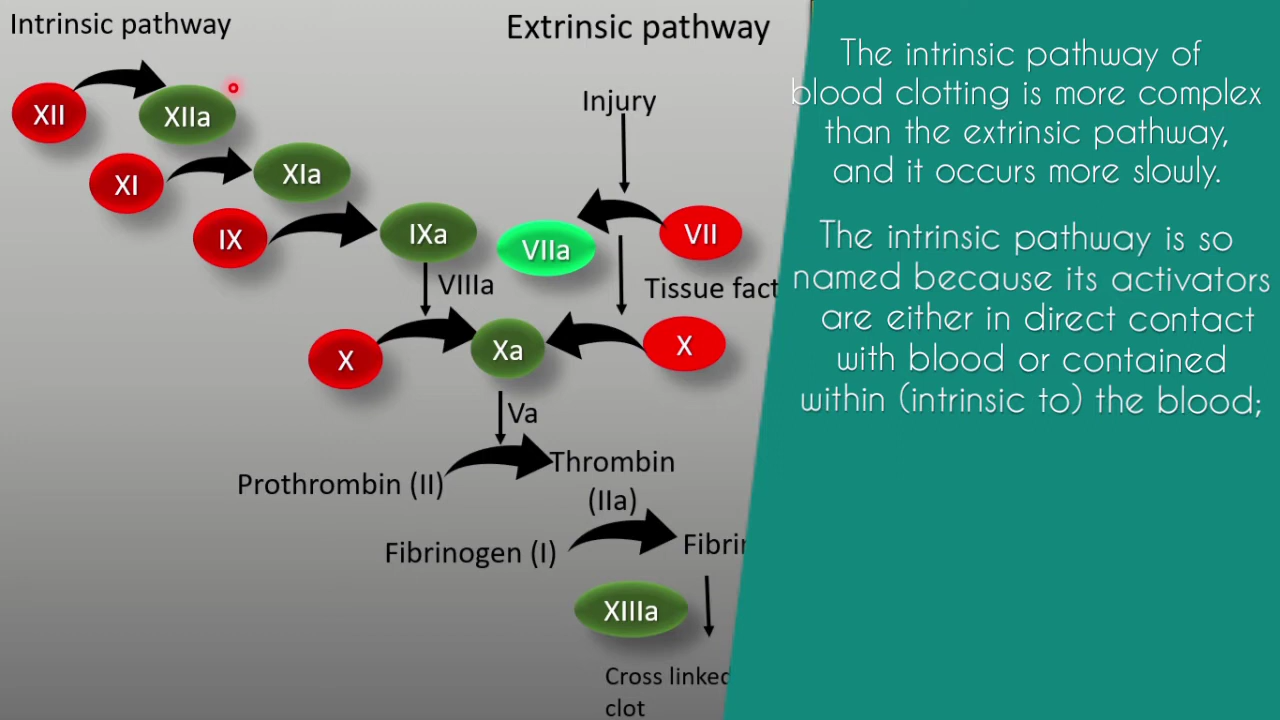 Intrinsic pathway
Extrinsic pathway
Injury
XII
XIIa
XI
XIa
IX
IXa
VIIa
VII
VIIIa
Tissue
X
Xa
X
Va
Prothrombin (II)
Thrombin
(IIa)
Fibrinogen (I)
XIIIa
Cross linked
clot
The intrinsic pathway of
blood clotting is more complex
than the extrinsic pathway,
and it occurs more slowly.
The intrinsic pathway is so
named because its activators
are either in direct contact
with blood or contained
within (intrinsic to) the blood;